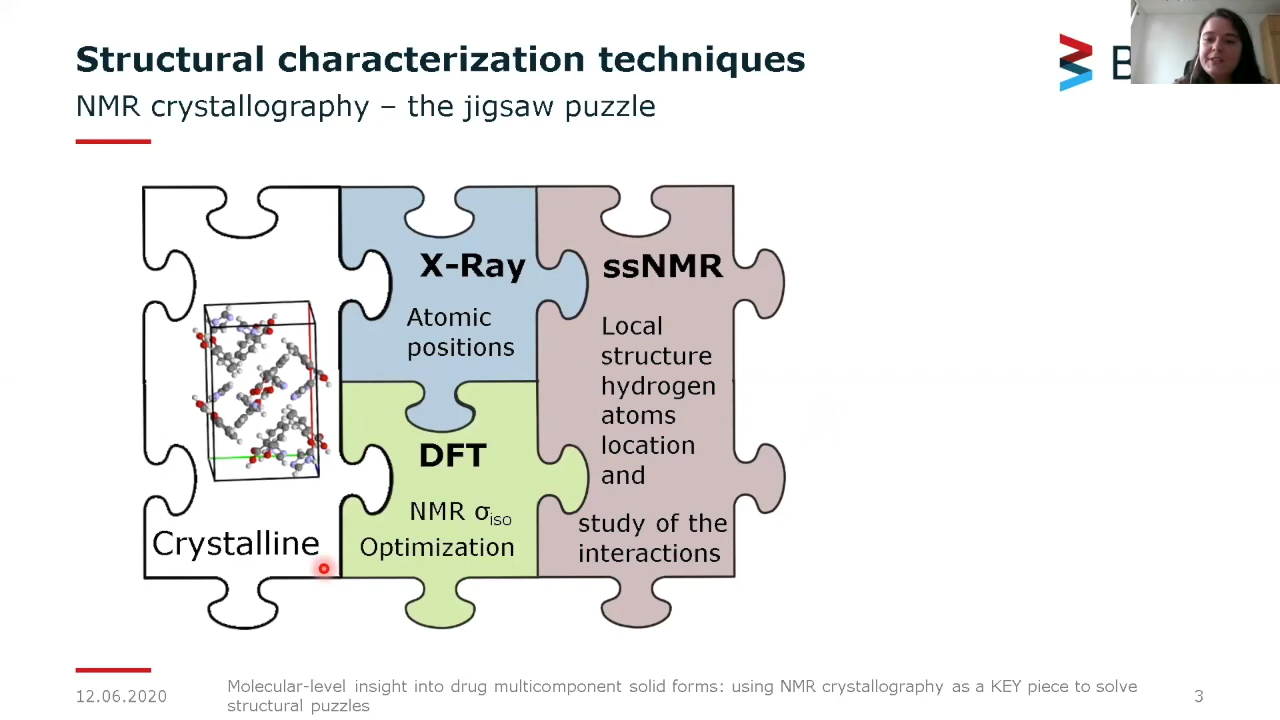 Structural characterization techniques
NMR crystallography – the jigsaw puzzle
X-Ray
Atomic
positions
ssNMR
Local
structure
hydrogen
atoms
location
and
study of the
interactions
DFT
NMR σiso
Optimization
Crystalline
12.06.2020
Molecular-level insight into drug multicomponent solid forms: using NMR crystallography as a KEY piece to solve
structural puzzles
3